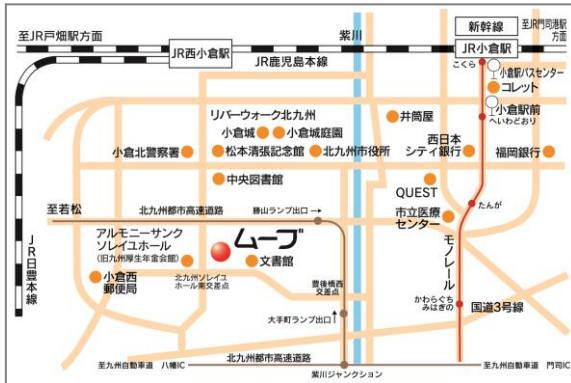 至JR戸畑駅方面
JR西小倉駅
紫川
新幹線
至JR門司港駅
方面
JR小倉駅
JR鹿児島本線
こくら
小倉駅バスセンター
コレット
小倉駅前
へいわどおり
リバーウォーク北九州
井筒屋
小倉城
小倉城庭園
小倉北警察署
松本清張記念館
北九州市役所
西日本
シティ銀行
福岡銀行
中央図書館
QUEST
至若松
北九州都市高速道路
勝山ランプ出口→
市立医療
センター
たんが
アルモニーサンク
ソレイユホール
(旧九州厚生年金会館)
ムーブ
文書館
モノレール
JR日豊本線
小倉西
郵便局
北九州ソレイユ
ホール南交差点
豊後橋西
交差点
かわらぐち
みはぎの
国道3号線
大手町ランプ出口↑
至九州自動車道 八幡IC
北九州都市高速道路
至九州自動車道 門司IC
紫川ジャンクション